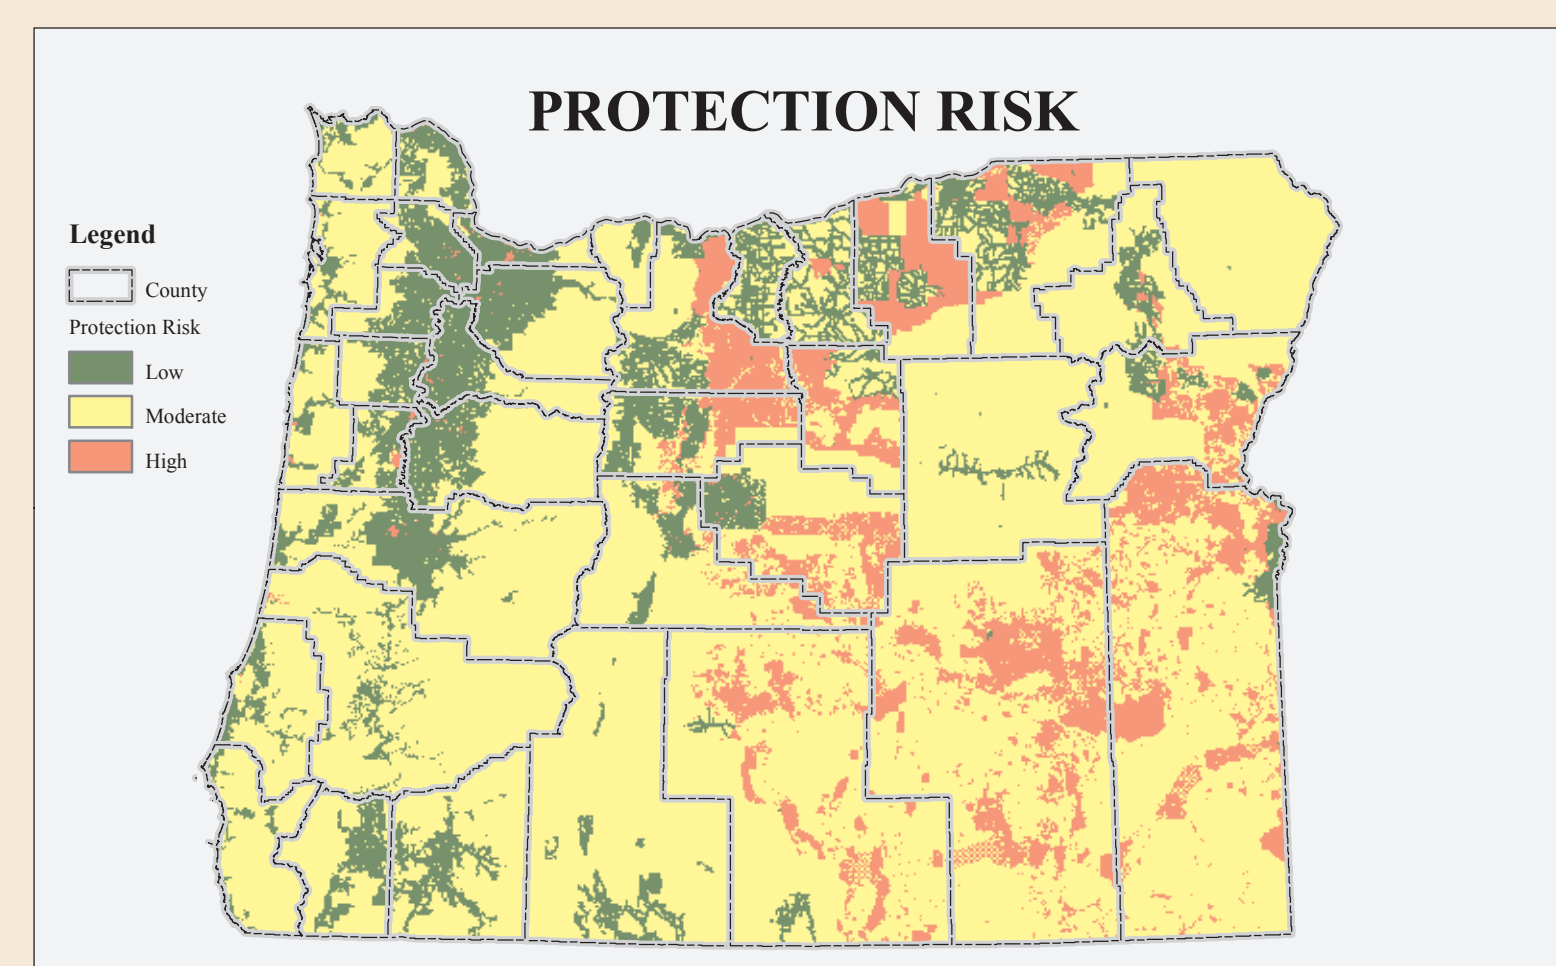 PROTECTION RISK
Legend
County
Protection Risk
Low
Moderate
High